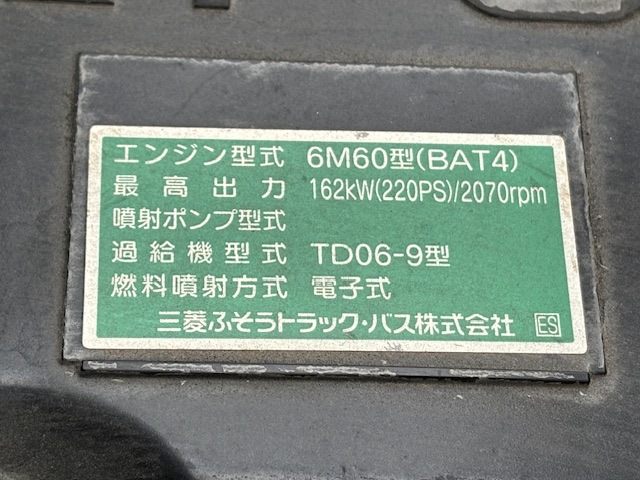 エンジン型式 6M60型(BAT4)
最高出力 162kW(220PS)/2070rpm
噴射ポンプ型式
過給機型式 TD06-9型
燃料噴射方式 電子式
三菱ふそうトラック・バス株式会社 ES